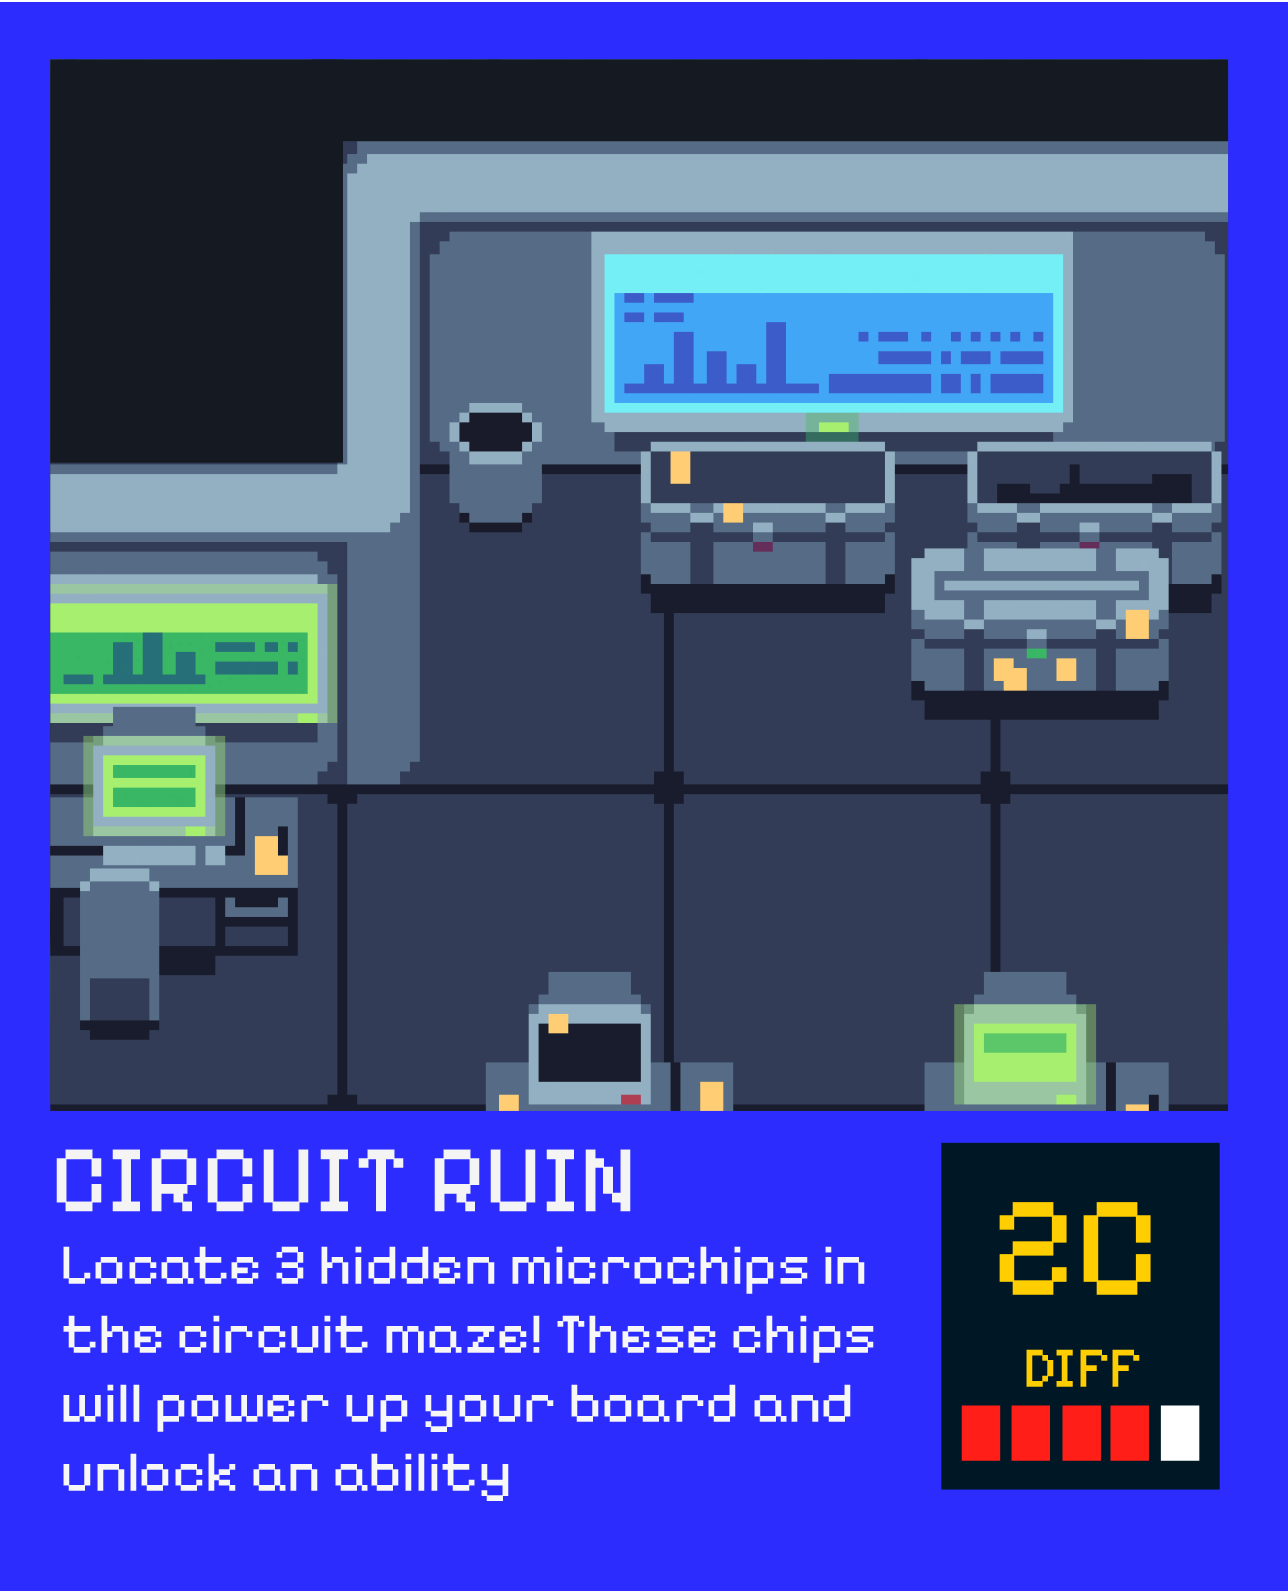 CIRCUIT RUIN
Locate 3 hidden microchips in
the circuit maze! These chips
will power up your board and
unlock an ability
20
DIFF